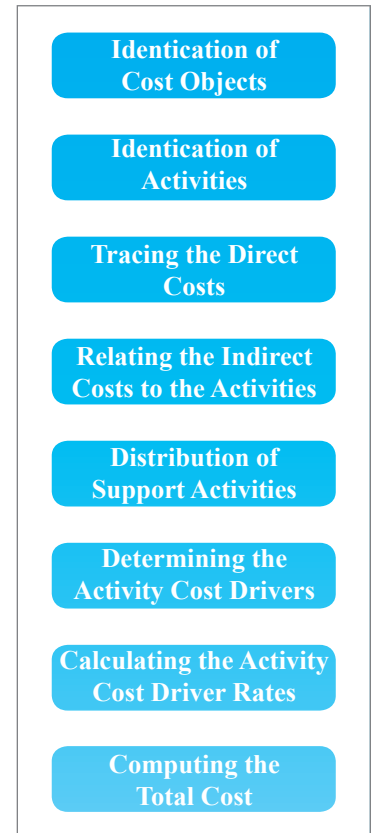 Identication of
Cost Objects
Identication of
Activities
Tracing the Direct
Costs
Relating the Indirect
Costs to the Activities
Distribution of
Support Activities
Determining the
Activity Cost Drivers
Calculating the Activity
Cost Driver Rates
Computing the
Total Cost